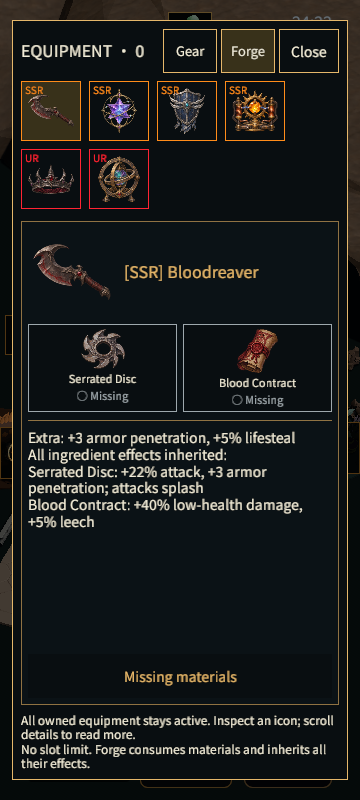 EQUIPMENT · 0
Gear
Forge
Close
SSR
SSR
SSR
SSR
UR
UR
[SSR] Bloodreaver
Serrated Disc
Missing
Blood Contract
Missing
Extra: +3 armor penetration, +5% lifesteal
All ingredient effects inherited:
Serrated Disc: +22% attack, +3 armor
penetration; attacks splash
Blood Contract: +40% low-health damage,
+5% leech
Missing materials
All owned equipment stays active. Inspect an icon; scroll
details to read more.
No slot limit. Forge consumes materials and inherits all
their effects.